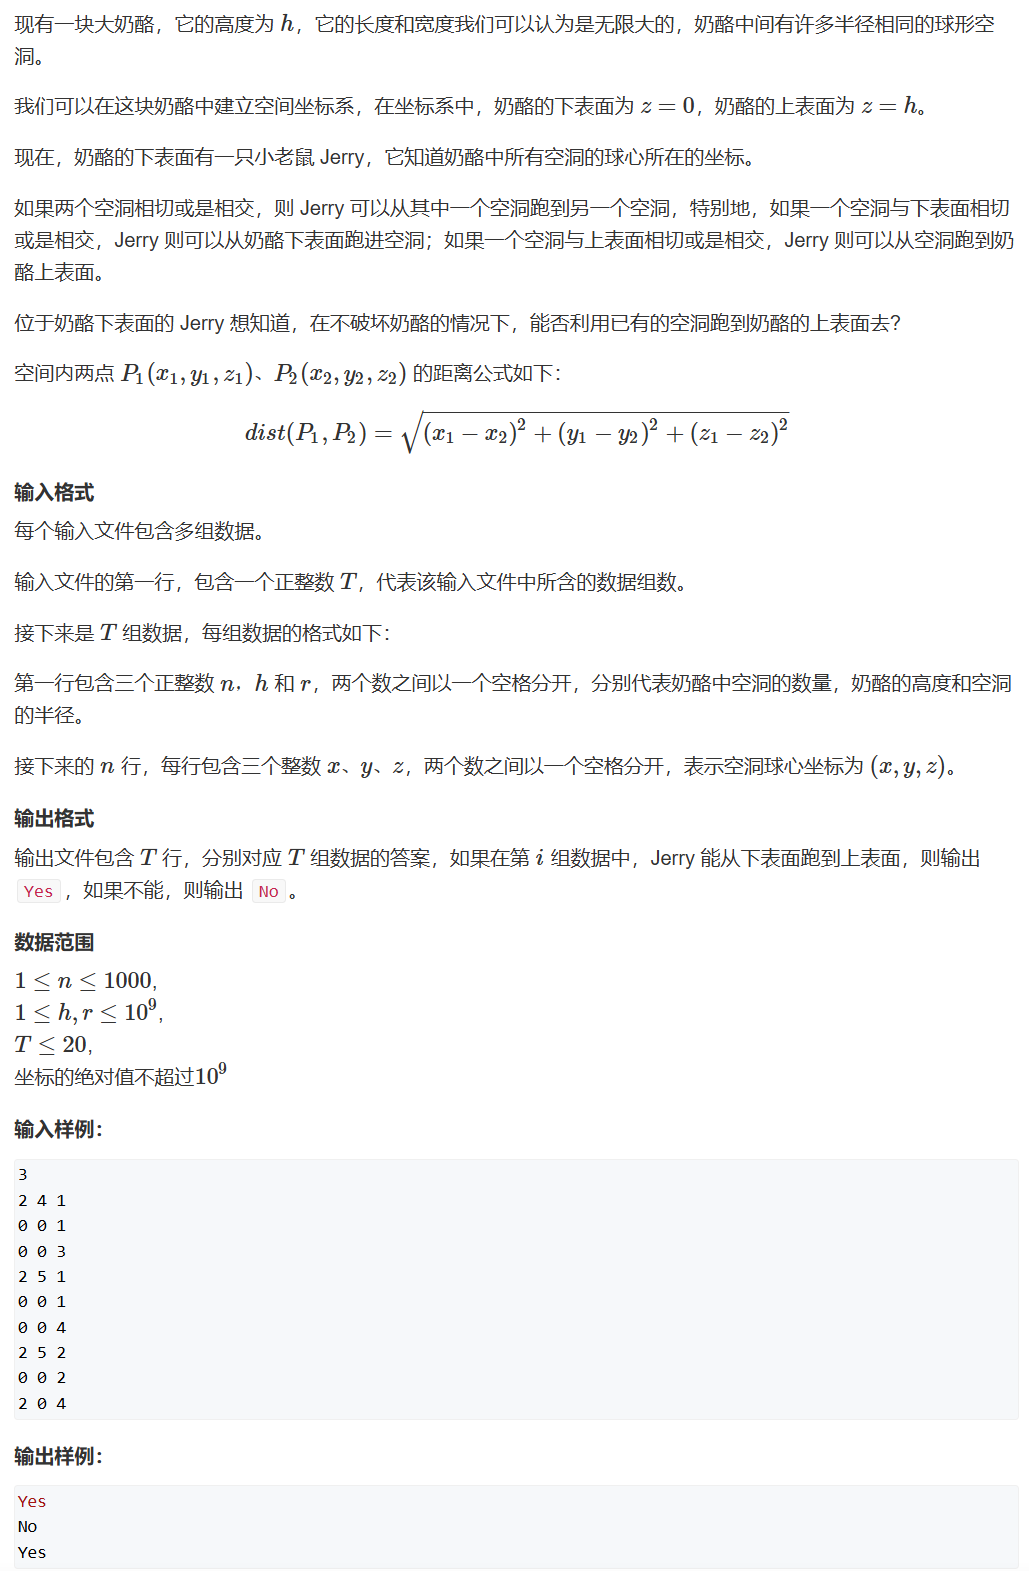 现有一块大奶酪，它的高度为 h，它的长度和宽度我们可以认为是无限大的，奶酪中间有许多半径相同的球形空
洞。
我们可以在这块奶酪中建立空间坐标系，在坐标系中，奶酪的下表面为 z = 0，奶酪的上表面为 z = h。
现在，奶酪的下表面有一只小老鼠 Jerry，它知道奶酪中所有空洞的球心所在的坐标。
如果两个空洞相切或是相交，则 Jerry 可以从其中一个空洞跑到另一个空洞，特别地，如果一个空洞与下表面相切
或是相交，Jerry 则可以从奶酪下表面跑进空洞；如果一个空洞与上表面相切或是相交，Jerry 则可以从空洞跑到奶
酪上表面。
位于奶酪下表面的 Jerry 想知道，在不破坏奶酪的情况下，能否利用已有的空洞跑到奶酪的上表面去?
空间内两点 P₁(x₁, y₁, z₁)、P₂(x₂, y₂, z₂) 的距离公式如下：
dist(P₁, P₂) = √((x₁ − x₂)² + (y₁ − y₂)² + (z₁ − z₂)²)
输入格式
每个输入文件包含多组数据。
输入文件的第一行，包含一个正整数 T，代表该输入文件中所含的数据组数。
接下来是 T 组数据，每组数据的格式如下：
第一行包含三个正整数 n，h 和 r，两个数之间以一个空格分开，分别代表奶酪中空洞的数量，奶酪的高度和空洞
的半径。
接下来的 n 行，每行包含三个整数 x、y、z，两个数之间以一个空格分开，表示空洞球心坐标为 (x, y, z)。
输出格式
输出文件包含 T 行，分别对应 T 组数据的答案，如果在第 i 组数据中，Jerry 能从下表面跑到上表面，则输出
Yes ，如果不能，则输出 No 。
数据范围
1 ≤ n ≤ 1000,
1 ≤ h, r ≤ 10⁹,
T ≤ 20,
坐标的绝对值不超过10⁹
输入样例：
3
2 4 1
0 0 1
0 0 3
2 5 1
0 0 1
0 0 4
2 5 2
0 0 2
2 0 4
输出样例：
Yes
No
Yes